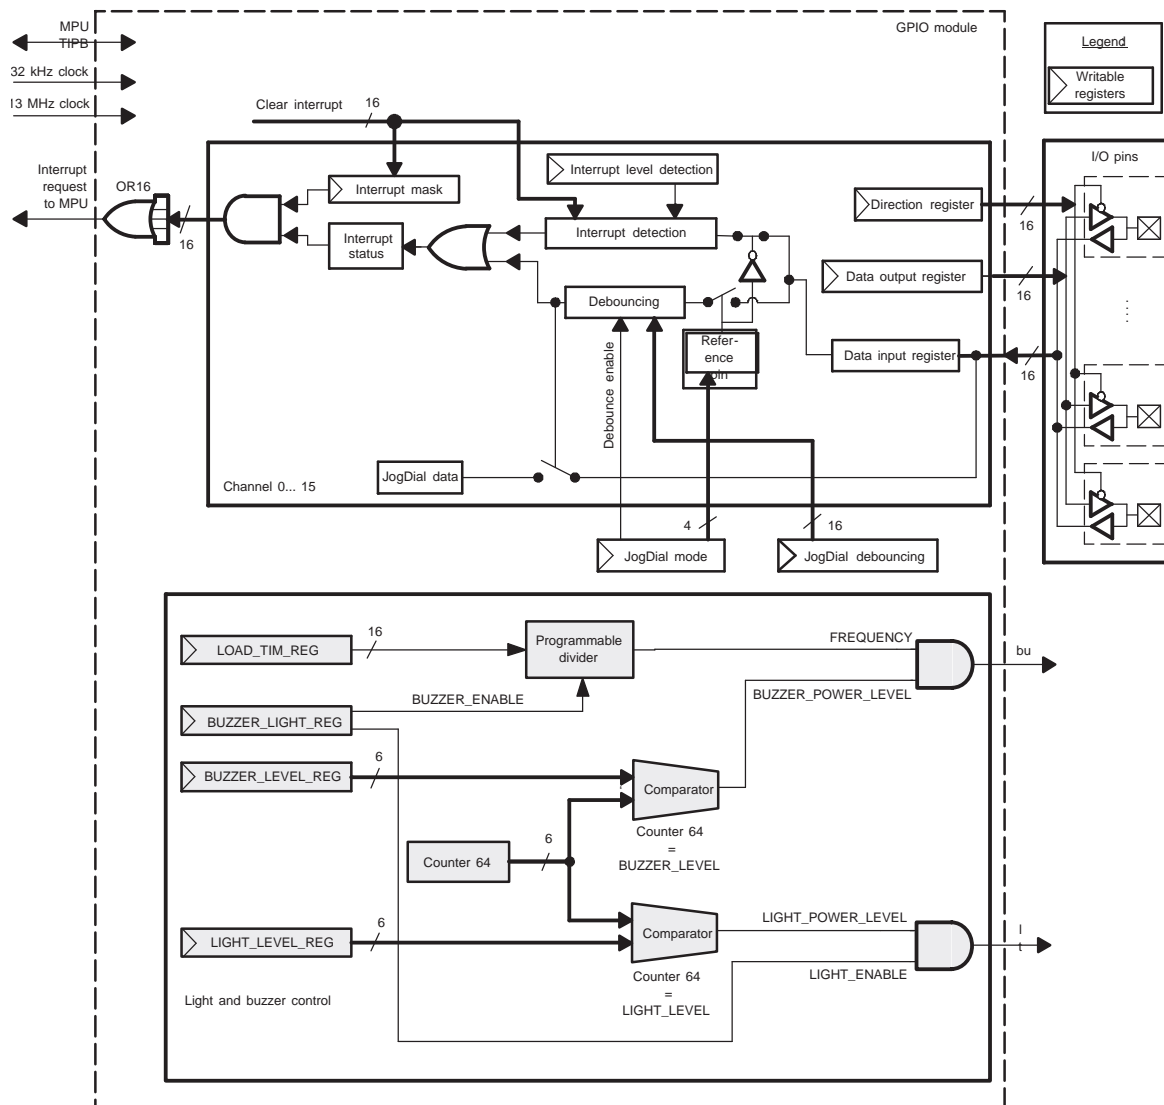 MPU
TIPB
GPIO module
Legend
Writable
registers
32 kHz clock
13 MHz clock
Clear interrupt
16
Interrupt
request
to MPU
OR16
16
Interrupt mask
Interrupt level detection
Interrupt
status
Interrupt detection
Direction register
16
I/O pins
Data output register
16
Debouncing
Refer-
ence
pin
Data input register
16
Debounce enable
JogDial data
Channel 0... 15
4
16
JogDial mode
JogDial debouncing
LOAD_TIM_REG
16
Programmable
divider
FREQUENCY
bu
BUZZER_ENABLE
BUZZER_POWER_LEVEL
BUZZER_LIGHT_REG
BUZZER_LEVEL_REG
6
Comparator
Counter 64
=
BUZZER_LEVEL
Counter 64
6
LIGHT_LEVEL_REG
6
Comparator
LIGHT_POWER_LEVEL
l
t
LIGHT_ENABLE
Counter 64
=
LIGHT_LEVEL
Light and buzzer control